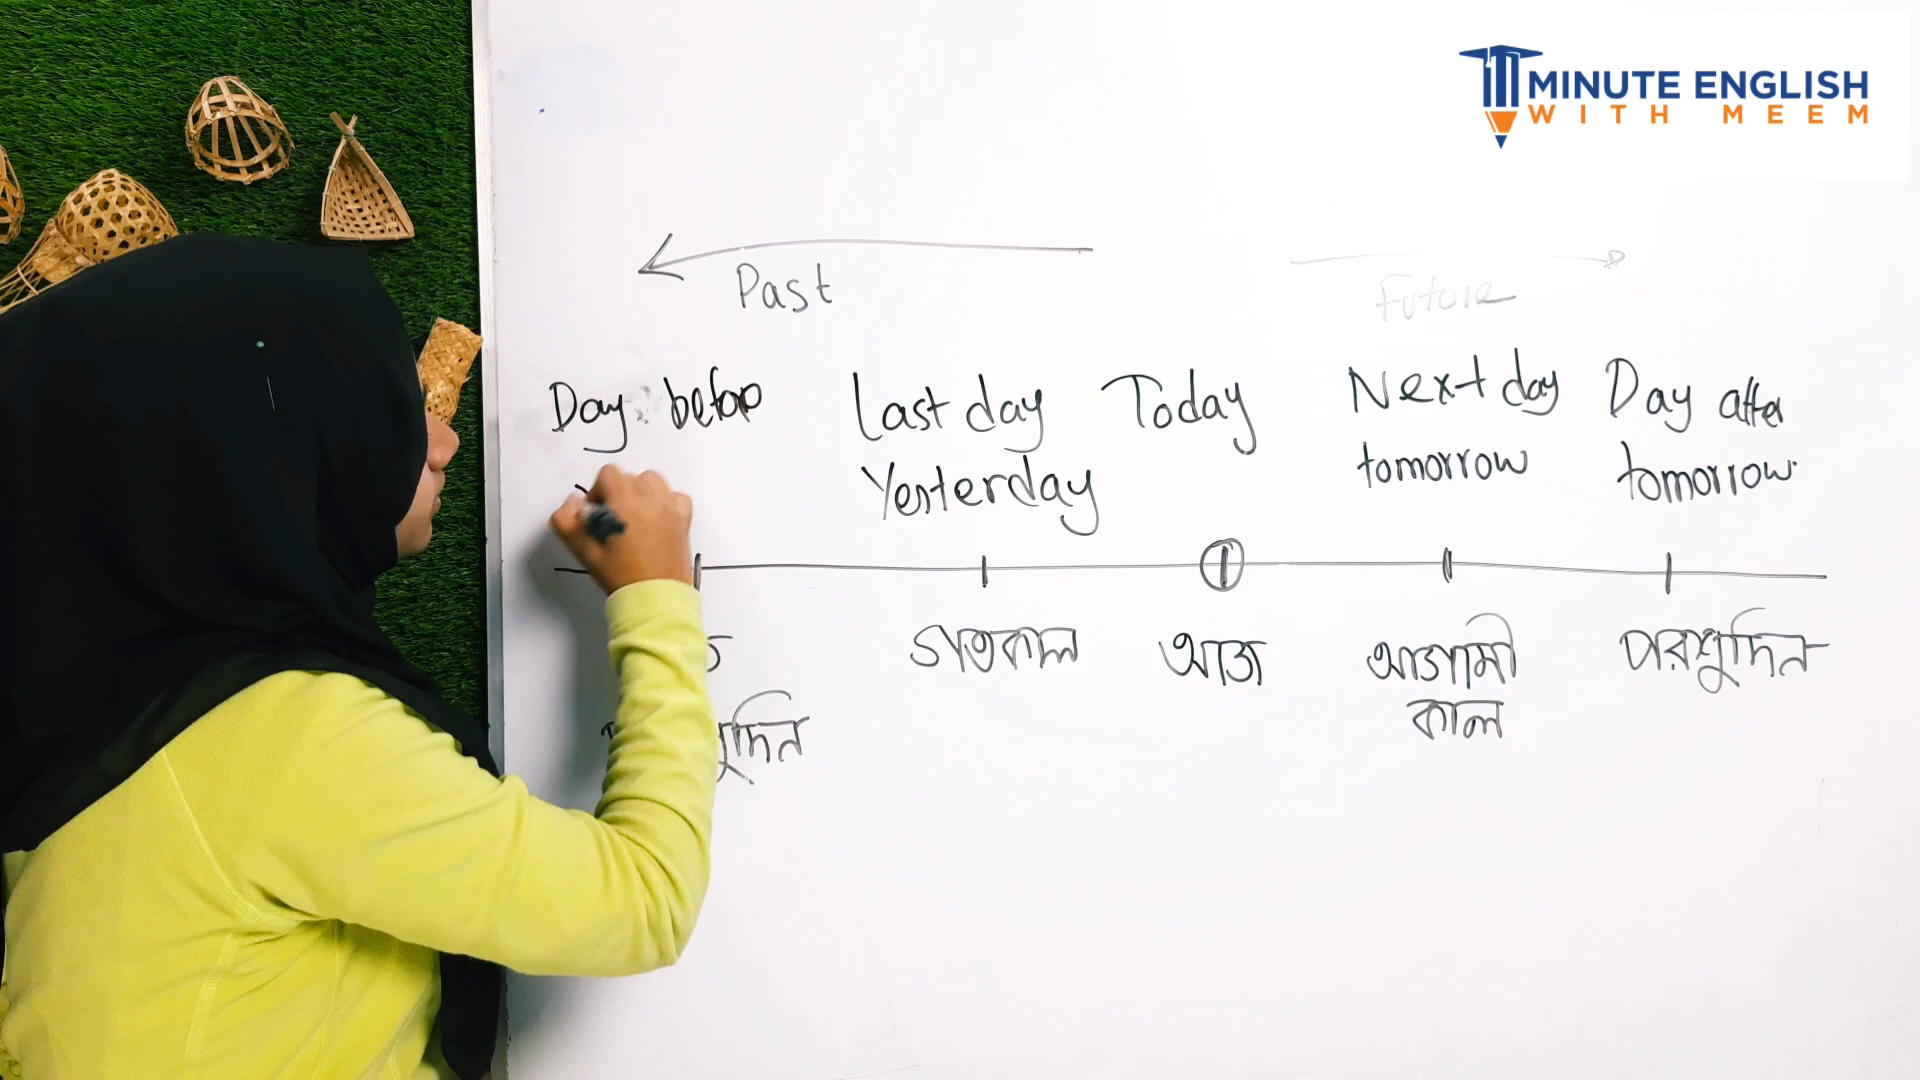 MINUTE ENGLISH
WITH MEEM
Past
Future
Day before
Last day
Yesterday
Today
Next day
tomorrow
Day after
tomorrow
গতকাল
আজ
আগামী
কাল
পরশুদিন